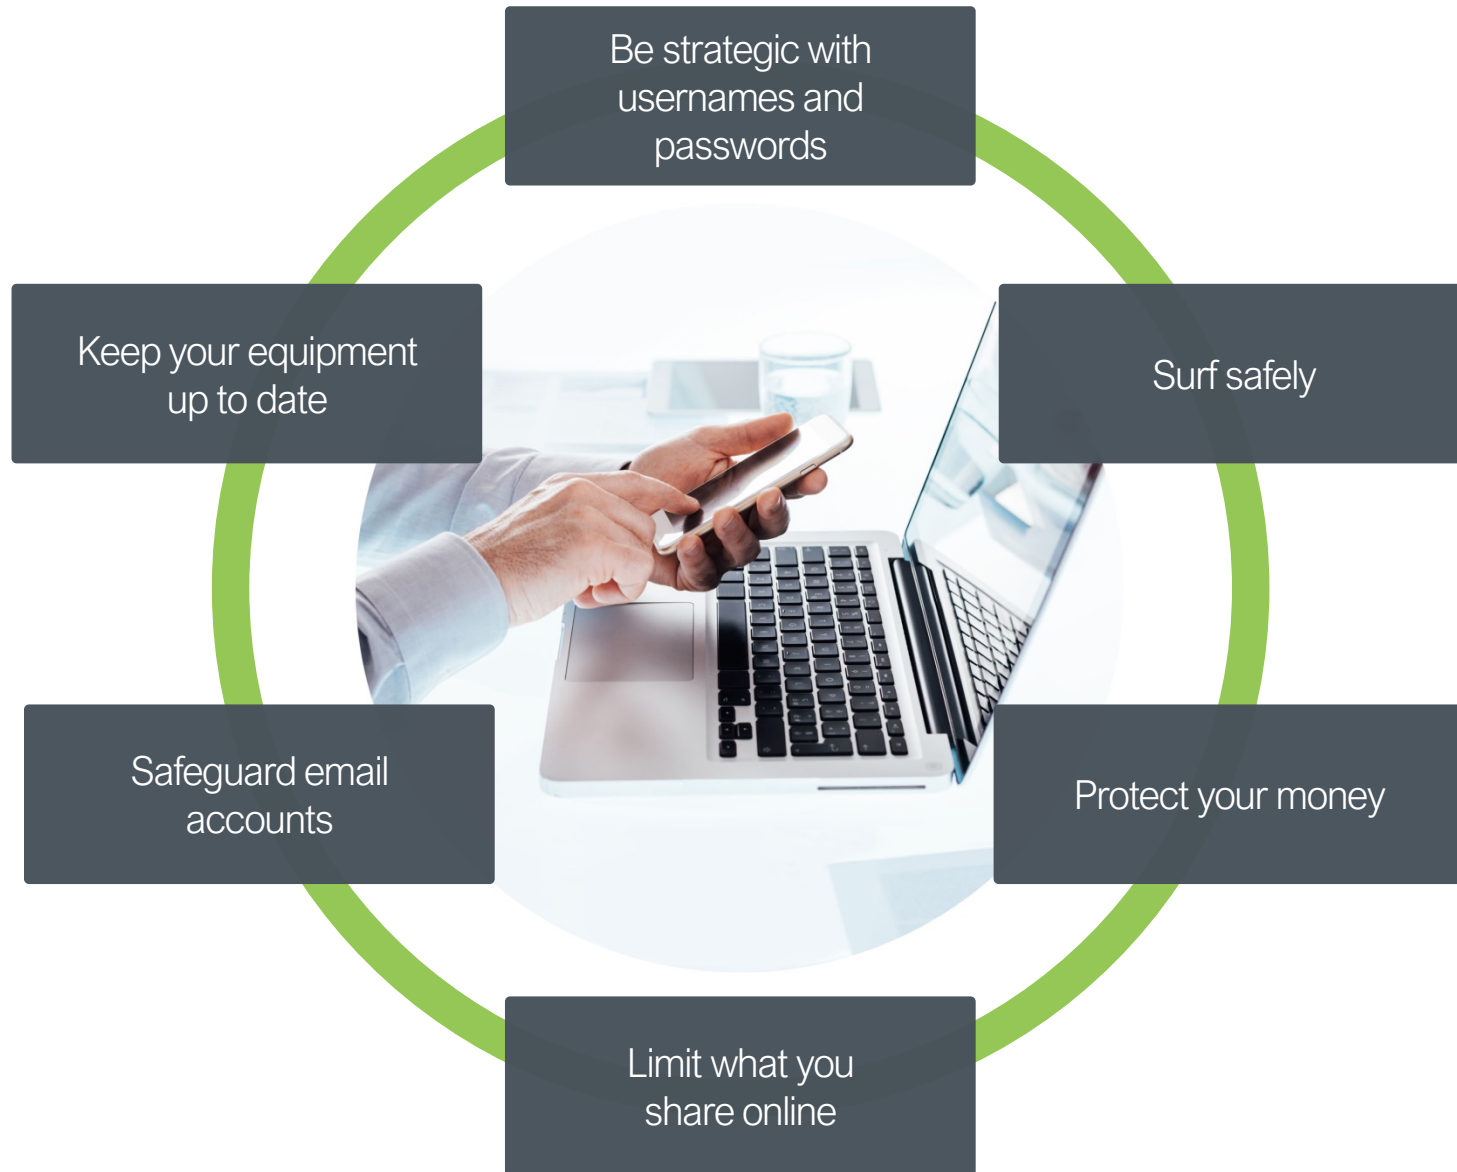 Be strategic with
usernames and
passwords
Keep your equipment
up to date
Surf safely
Safeguard email
accounts
Protect your money
Limit what you
share online